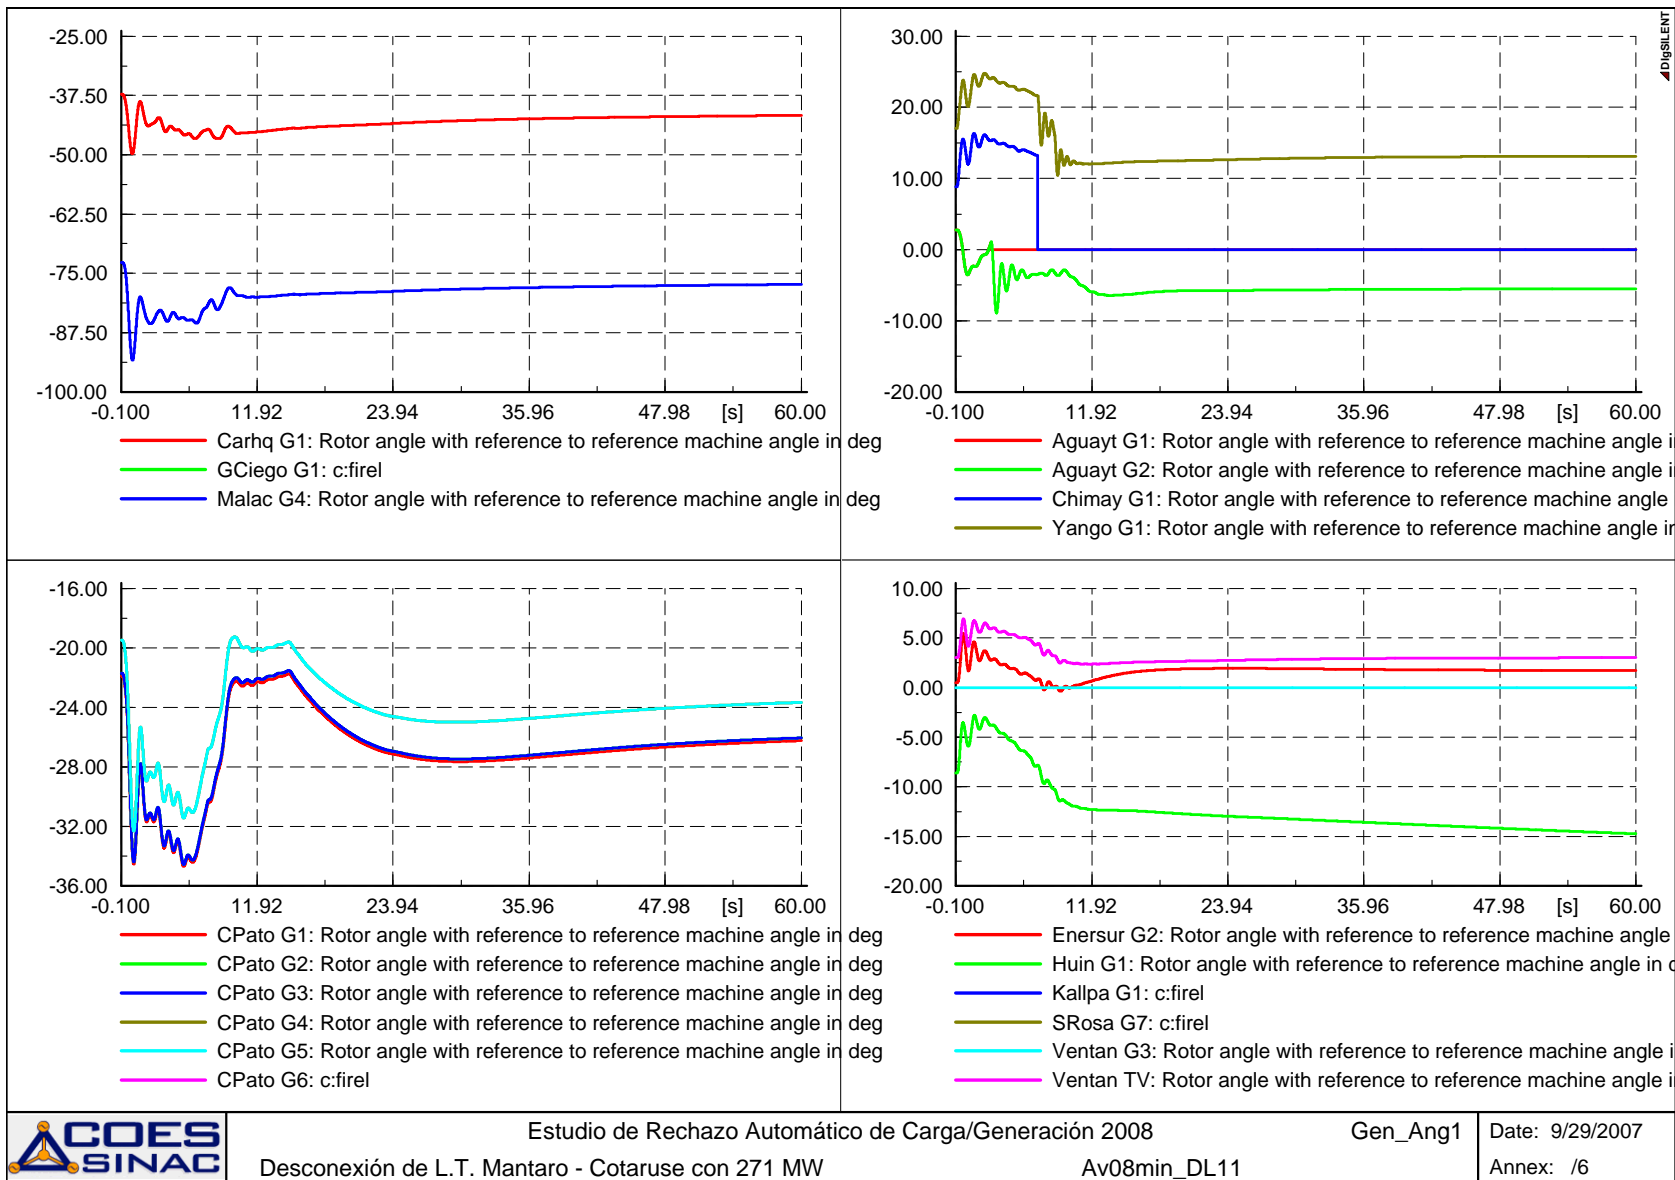 DIgSILENT
-25.00
-37.50
-50.00
-62.50
-75.00
-87.50
-100.00
-0.100 11.92 23.94 35.96 47.98 [s] 60.00
Carhq G1: Rotor angle with reference to reference machine angle in deg
GCiego G1: c:firel
Malac G4: Rotor angle with reference to reference machine angle in deg
30.00
20.00
10.00
0.00
-10.00
-20.00
-0.100 11.92 23.94 35.96 47.98 [s] 60.00
Aguayt G1: Rotor angle with reference to reference machine angle i
Aguayt G2: Rotor angle with reference to reference machine angle i
Chimay G1: Rotor angle with reference to reference machine angle
Yango G1: Rotor angle with reference to reference machine angle in
-16.00
-20.00
-24.00
-28.00
-32.00
-36.00
-0.100 11.92 23.94 35.96 47.98 [s] 60.00
CPato G1: Rotor angle with reference to reference machine angle in deg
CPato G2: Rotor angle with reference to reference machine angle in deg
CPato G3: Rotor angle with reference to reference machine angle in deg
CPato G4: Rotor angle with reference to reference machine angle in deg
CPato G5: Rotor angle with reference to reference machine angle in deg
CPato G6: c:firel
10.00
5.00
0.00
-5.00
-10.00
-15.00
-20.00
-0.100 11.92 23.94 35.96 47.98 [s] 60.00
Enersur G2: Rotor angle with reference to reference machine angle
Huin G1: Rotor angle with reference to reference machine angle in d
Kallpa G1: c:firel
SRosa G7: c:firel
Ventan G3: Rotor angle with reference to reference machine angle i
Ventan TV: Rotor angle with reference to reference machine angle i
COES
SINAC
Estudio de Rechazo Automático de Carga/Generación 2008 Gen_Ang1
Desconexión de L.T. Mantaro - Cotaruse con 271 MW Av08min_DL11
Date: 9/29/2007
Annex: /6